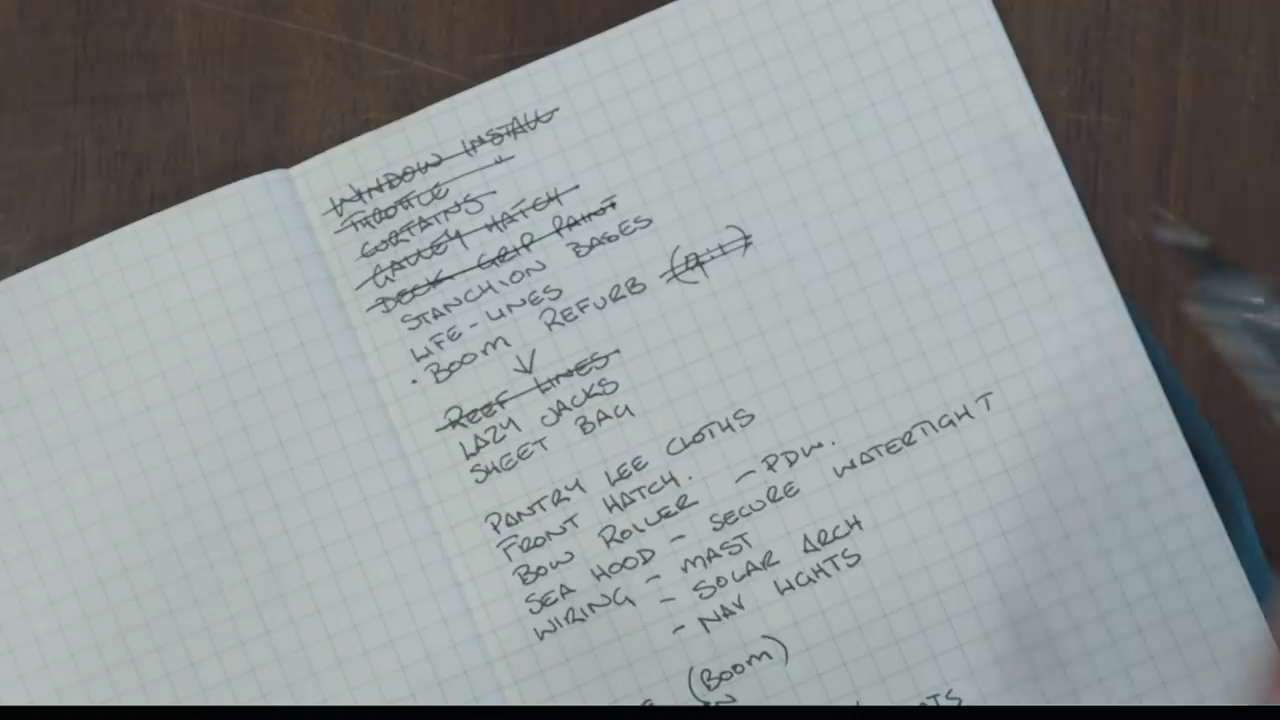 WINDOW INSTALL
THROTTLE "
CURTAINS
GALLEY HATCH
DECK GRIP PAINT
STANCHION BASES
LIFE-LINES
· BOOM REFURB (4:1)
↓
REEF LINES
LAZY JACKS
SHEET BAG
PANTRY LEE CLOTHS
FRONT HATCH.
BOW ROLLER - PDW.
SEA HOOD - SECURE WATERTIGHT
WIRING - MAST
- SOLAR ARCH
- NAV LIGHTS
(BOOM)